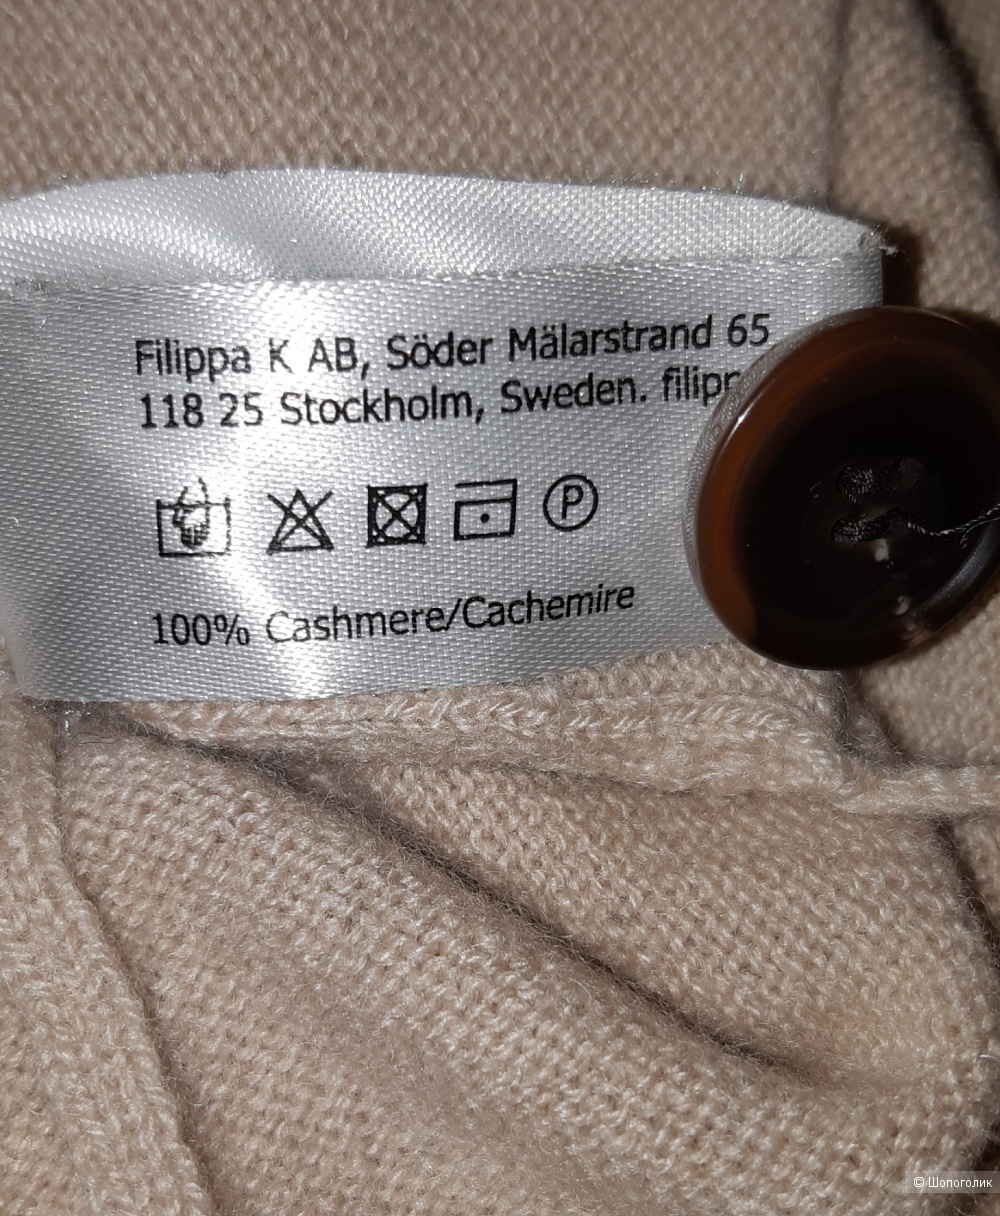 Filippa K AB, Söder Mälarstrand 65
118 25 Stockholm, Sweden.
P
100% Cashmere/Cachemire
© Шопоголик